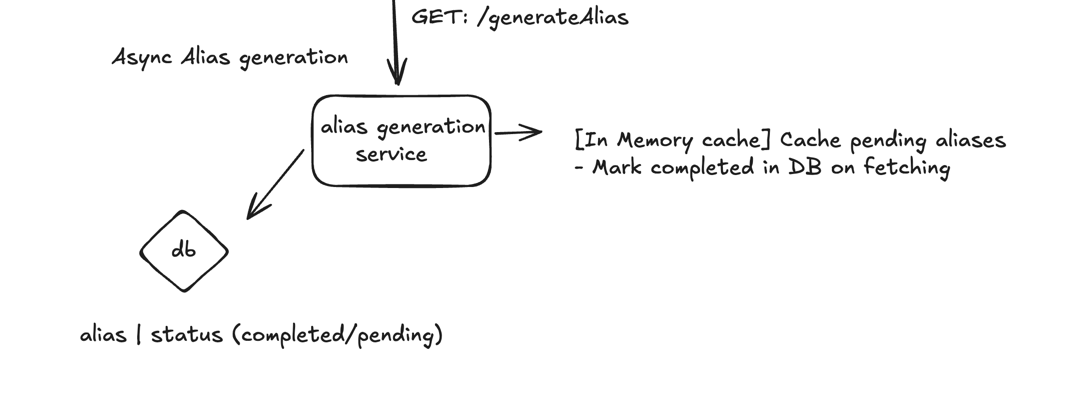 GET: /generateAlias
Async Alias generation
alias generation
service
[In Memory cache] Cache pending aliases
- Mark completed in DB on fetching
db
alias | status (completed/pending)